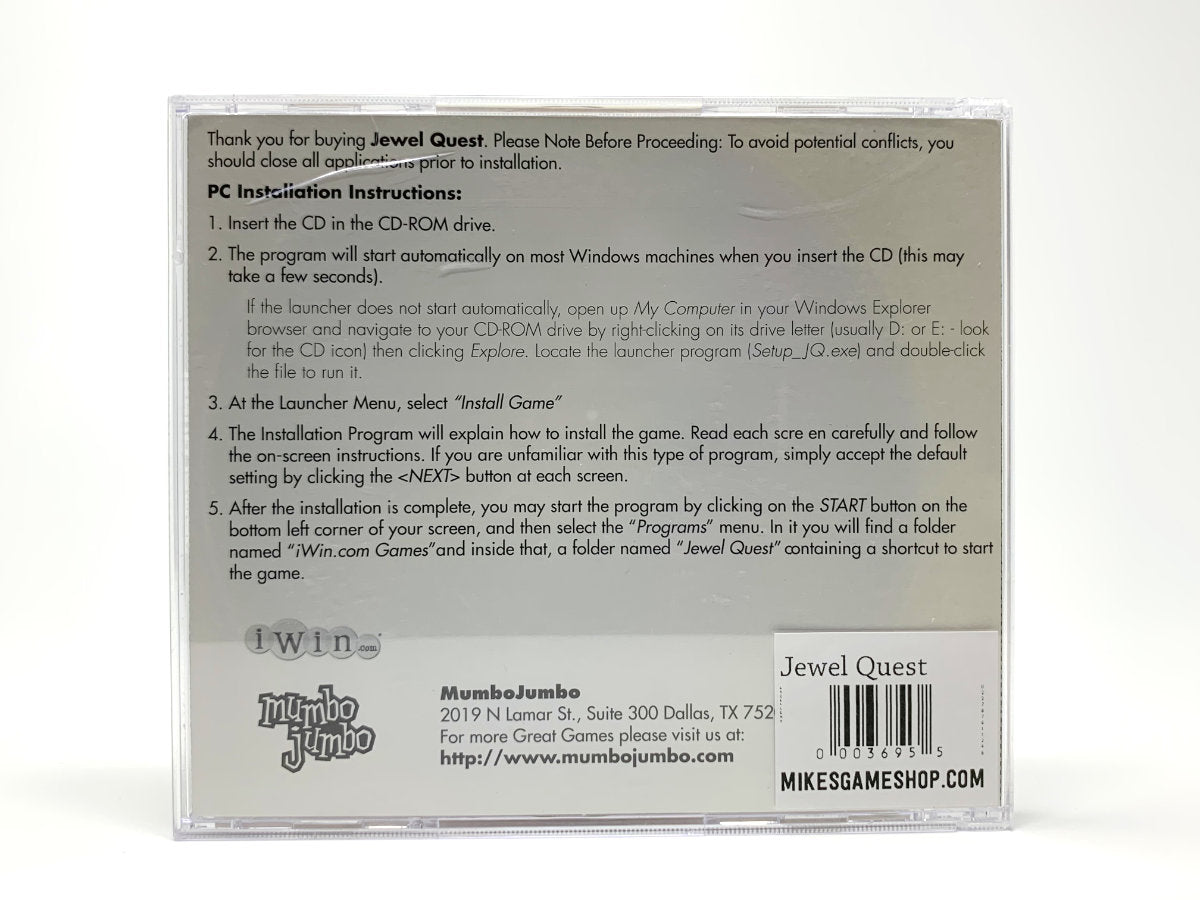 Thank you for buying Jewel Quest. Please Note Before Proceeding: To avoid potential conflicts, you
should close all applications prior to installation.
PC Installation Instructions:
1. Insert the CD in the CD-ROM drive.
2. The program will start automatically on most Windows machines when you insert the CD (this may
take a few seconds).
If the launcher does not start automatically, open up My Computer in your Windows Explorer
browser and navigate to your CD-ROM drive by right-clicking on its drive letter (usually D: or E: - look
for the CD icon) then clicking Explore. Locate the launcher program (Setup_JQ.exe) and double-click
the file to run it.
3. At the Launcher Menu, select "Install Game"
4. The Installation Program will explain how to install the game. Read each scre en carefully and follow
the on-screen instructions. If you are unfamiliar with this type of program, simply accept the default
setting by clicking the <NEXT> button at each screen.
5. After the installation is complete, you may start the program by clicking on the START button on the
bottom left corner of your screen, and then select the "Programs" menu. In it you will find a folder
named "iWin.com Games"and inside that, a folder named "Jewel Quest" containing a shortcut to start
the game.
iWin.com
mumbo
jumbo
MumboJumbo
2019 N Lamar St., Suite 300 Dallas, TX 752
For more Great Games please visit us at:
http://www.mumbojumbo.com
Jewel Quest
0 003695 5
MIKESGAMESHOP.COM